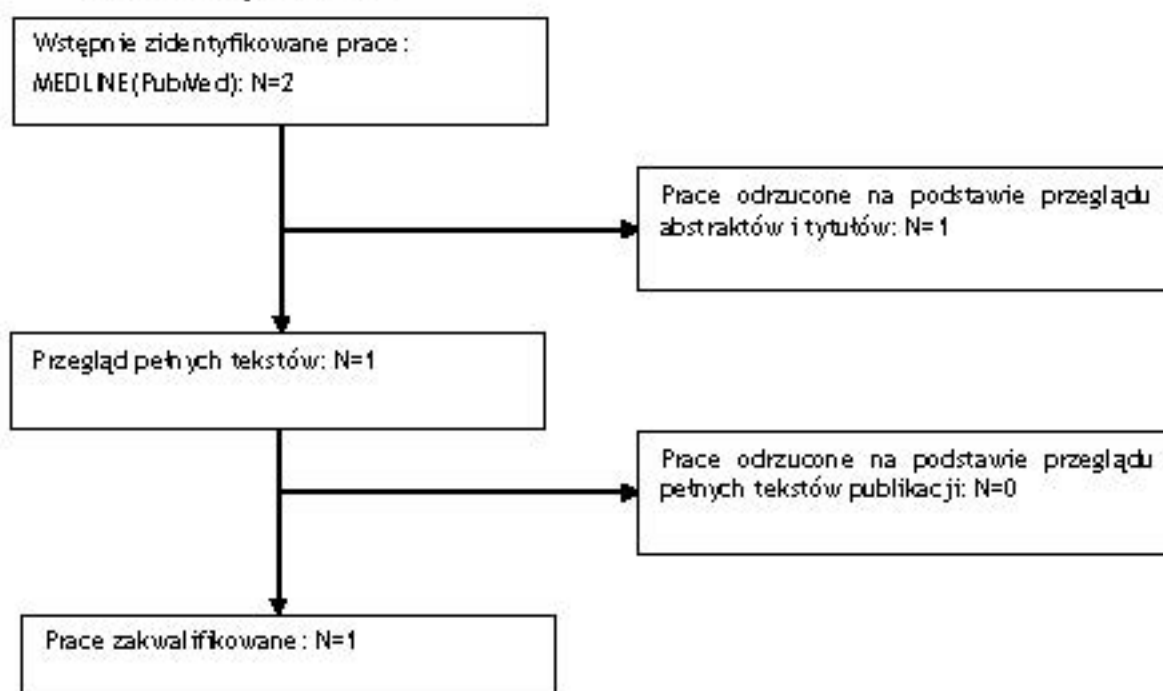 Wstępnie zidentyfikowane prace:
MEDLINE(PubMed): N=2
Prace odrzucone na podstawie przeglądu
abstraktów i tytułów: N=1
Przegląd pełnych tekstów: N=1
Prace odrzucone na podstawie przeglądu
pełnych tekstów publikacji: N=0
Prace zakwalifikowane: N=1